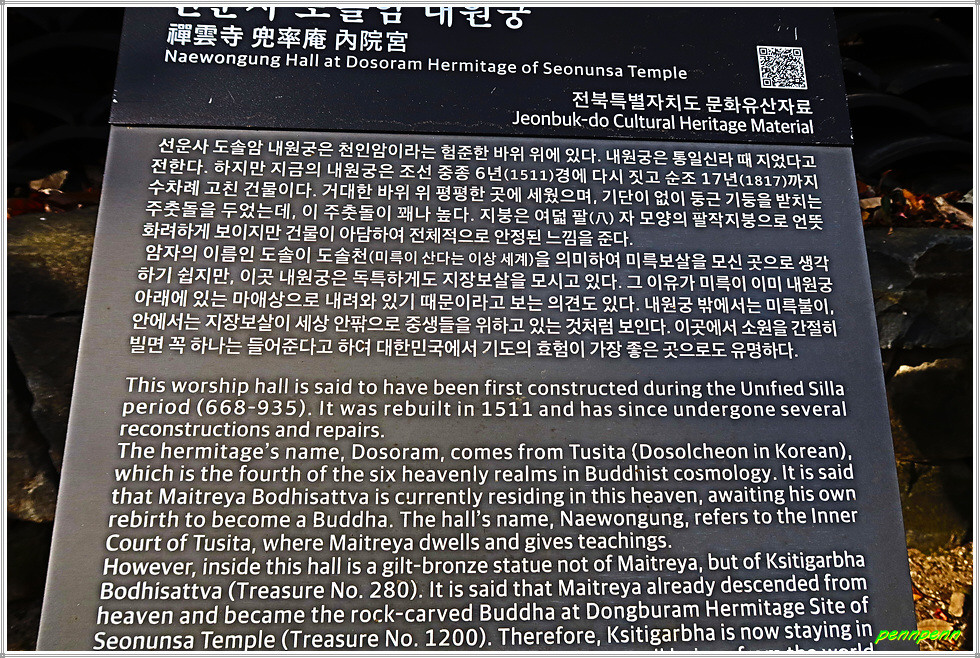 선운사 도솔암 내원궁
禪雲寺 兜率庵 內院宮
Naewongung Hall at Dosoram Hermitage of Seonunsa Temple
전북특별자치도 문화유산자료
Jeonbuk-do Cultural Heritage Material
선운사 도솔암 내원궁은 천인암이라는 험준한 바위 위에 있다. 내원궁은 통일신라 때 지었다고
전한다. 하지만 지금의 내원궁은 조선 중종 6년(1511)경에 다시 짓고 순조 17년(1817)까지
수차례 고친 건물이다. 거대한 바위 위 평평한 곳에 세웠으며, 기단이 없이 둥근 기둥을 받치는
주춧돌을 두었는데, 이 주춧돌이 꽤나 높다. 지붕은 여덟 팔(八) 자 모양의 팔작지붕으로 언뜻
화려하게 보이지만 건물이 아담하여 전체적으로 안정된 느낌을 준다.
암자의 이름인 도솔이 도솔천(미륵이 산다는 이상 세계)을 의미하여 미륵보살을 모신 곳으로 생각
하기 쉽지만, 이곳 내원궁은 독특하게도 지장보살을 모시고 있다. 그 이유가 미륵이 이미 내원궁
아래에 있는 마애상으로 내려와 있기 때문이라고 보는 의견도 있다. 내원궁 밖에서는 미륵불이,
안에서는 지장보살이 세상 안팎으로 중생들을 위하고 있는 것처럼 보인다. 이곳에서 소원을 간절히
빌면 꼭 하나는 들어준다고 하여 대한민국에서 기도의 효험이 가장 좋은 곳으로도 유명하다.
This worship hall is said to have been first constructed during the Unified Silla
period (668-935). It was rebuilt in 1511 and has since undergone several
reconstructions and repairs.
The hermitage's name, Dosoram, comes from Tusita (Dosolcheon in Korean),
which is the fourth of the six heavenly realms in Buddhist cosmology. It is said
that Maitreya Bodhisattva is currently residing in this heaven, awaiting his own
rebirth to become a Buddha. The hall's name, Naewongung, refers to the Inner
Court of Tusita, where Maitreya dwells and gives teachings.
However, inside this hall is a gilt-bronze statue not of Maitreya, but of Ksitigarbha
Bodhisattva (Treasure No. 280). It is said that Maitreya already descended from
heaven and became the rock-carved Buddha at Dongburam Hermitage Site of
Seonunsa Temple (Treasure No. 1200). Therefore, Ksitigarbha is now staying in
from the world
pennpenn